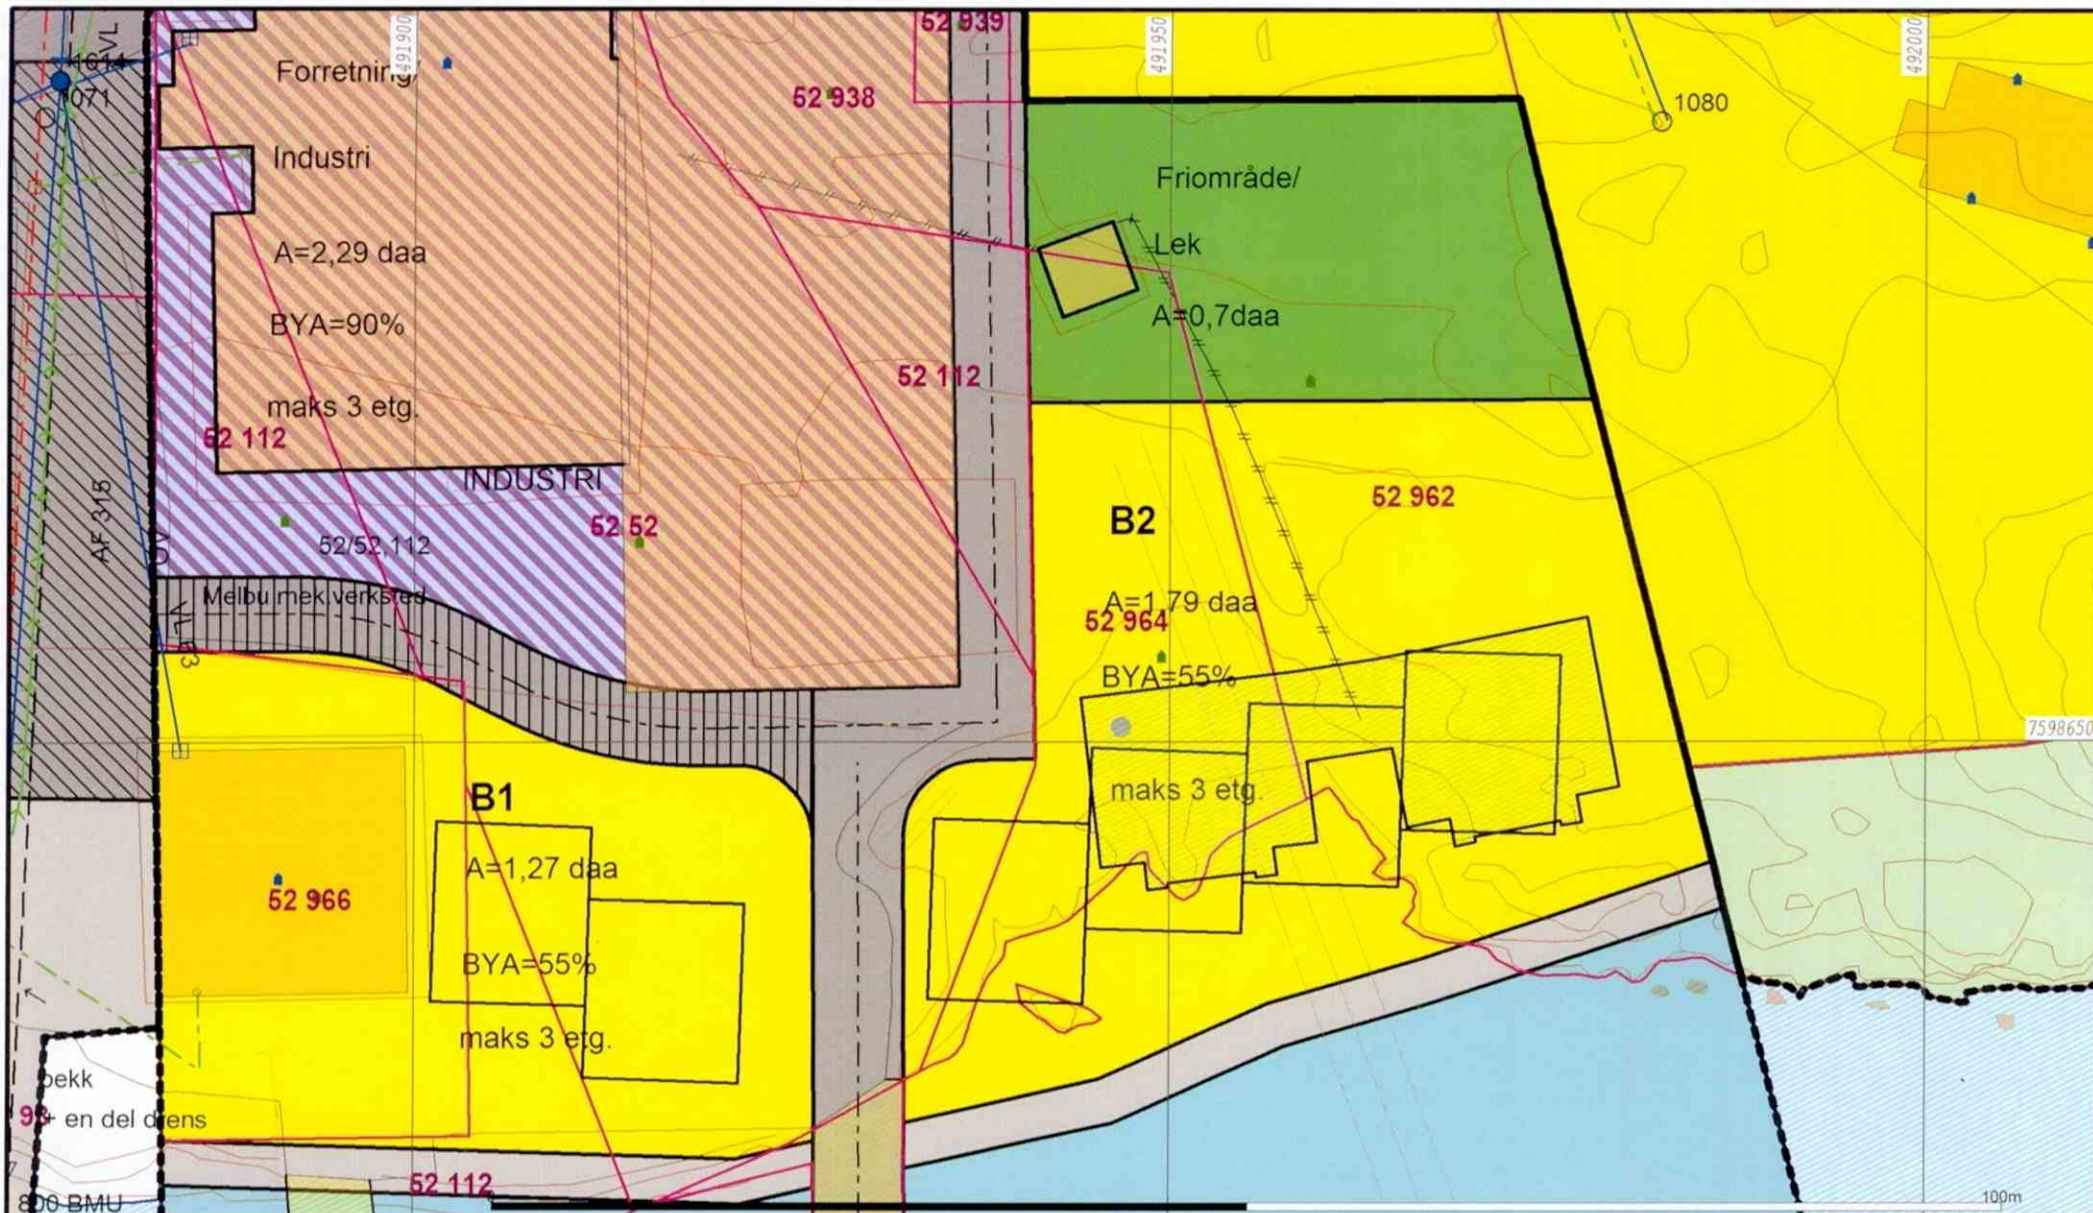 52 939
VL
491900
491950
492000
1614
1071
Forretning/
52 938
1080
Industri
Friområde/
Lek
A=2,29 daa
A=0,7daa
BYA=90%
52 112
maks 3 etg.
52 112
INDUSTRI
52 962
AF 315
B2
52 52
OV
52/52,112
Melbu mek.verksted
A=1,79 daa
52 964
BYA=55%
7598650
B1
maks 3 etg.
A=1,27 daa
52 966
BYA=55%
maks 3 etg.
bekk
+ en del drens
52 112
800 BMU
100m